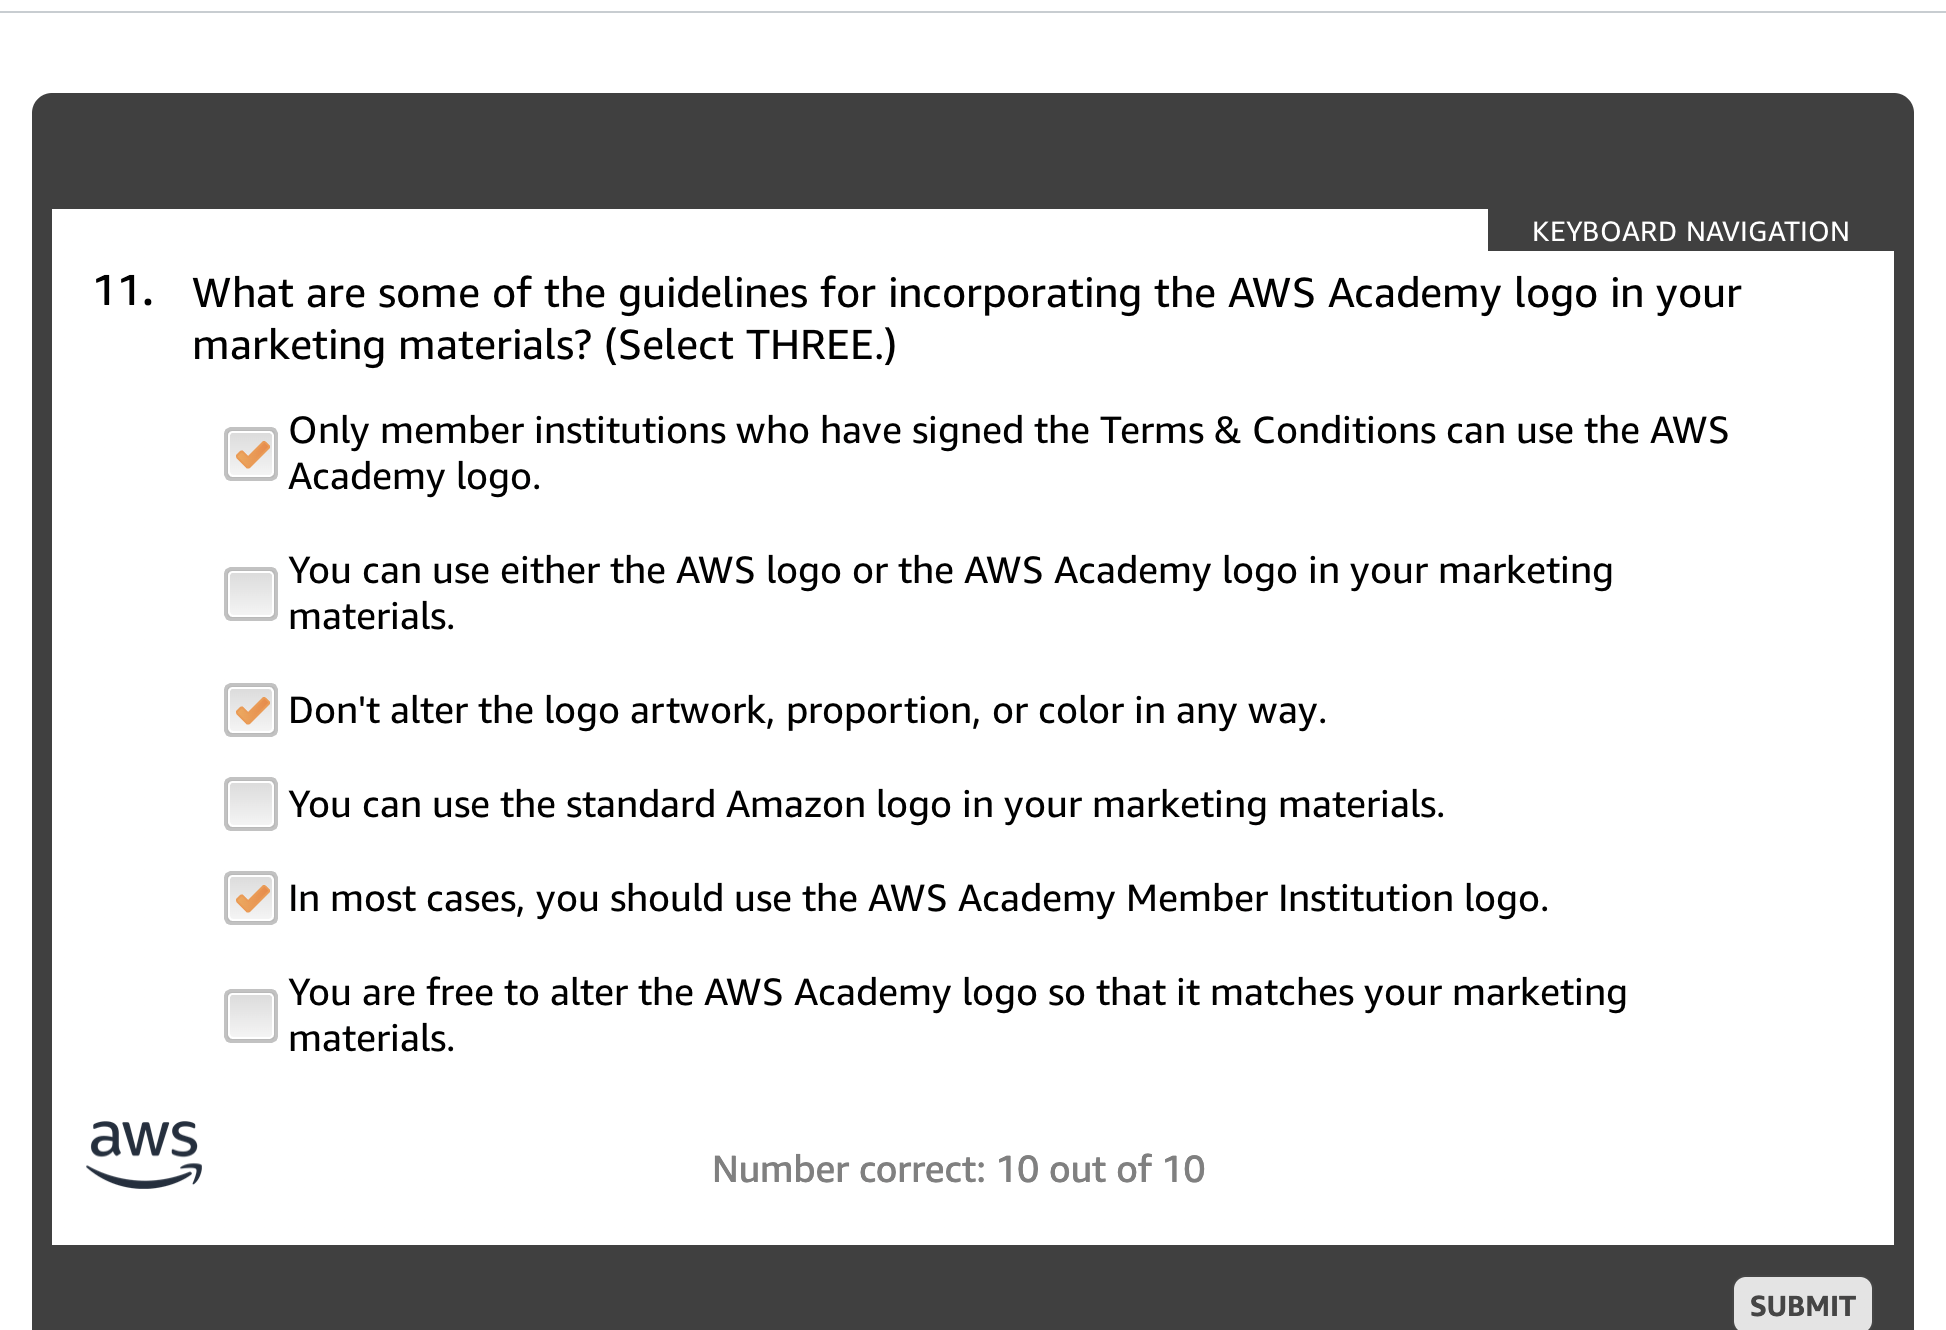 KEYBOARD NAVIGATION
11. What are some of the guidelines for incorporating the AWS Academy logo in your
marketing materials? (Select THREE.)
Only member institutions who have signed the Terms & Conditions can use the AWS
Academy logo.
You can use either the AWS logo or the AWS Academy logo in your marketing
materials.
Don't alter the logo artwork, proportion, or color in any way.
You can use the standard Amazon logo in your marketing materials.
In most cases, you should use the AWS Academy Member Institution logo.
You are free to alter the AWS Academy logo so that it matches your marketing
materials.
aws
Number correct: 10 out of 10
SUBMIT